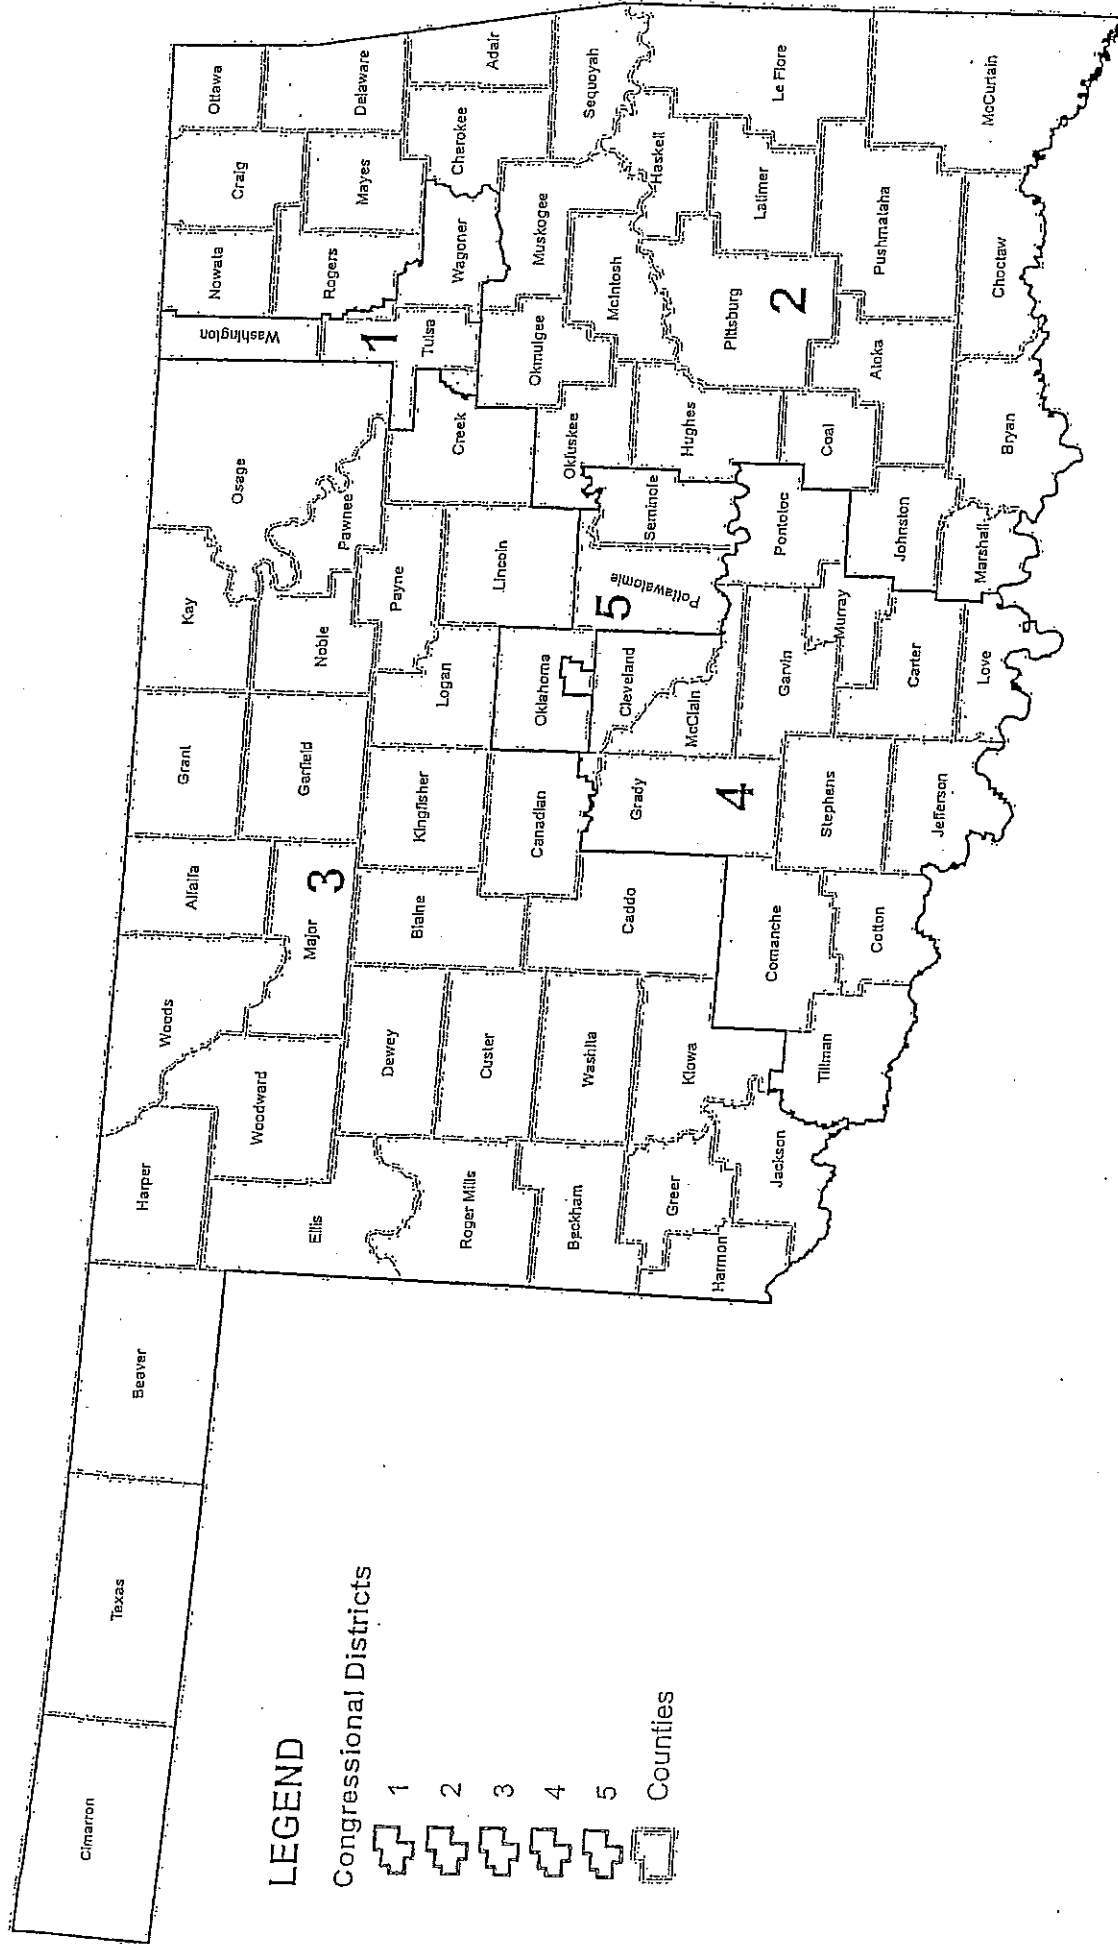 Cimarron
Texas
Beaver
Harper
Woods
Alfalfa
Grant
Kay
Osage
Washington
Nowata
Craig
Ottawa
Ellis
Woodward
Major
Garfield
Noble
Pawnee
Rogers
Mayes
Delaware
3
1
Roger Mills
Dewey
Blaine
Kingfisher
Logan
Payne
Creek
Tulsa
Wagoner
Cherokee
Adair
Custer
Canadian
Oklahoma
Lincoln
Okfuskee
Okmulgee
Muskogee
Sequoyah
Beckham
Washita
Caddo
Grady
Cleveland
McClain
5
Pottawatomie
Seminole
Hughes
McIntosh
Haskell
Greer
Kiowa
Harmon
Jackson
Comanche
4
Garvin
Pontotoc
Coal
Pittsburg
2
Latimer
Le Flore
Tillman
Cotton
Stephens
Murray
Johnston
Atoka
Pushmataha
Jefferson
Carter
Love
Marshall
Bryan
Choctaw
McCurtain
LEGEND
Congressional Districts
1
2
3
4
5
Counties